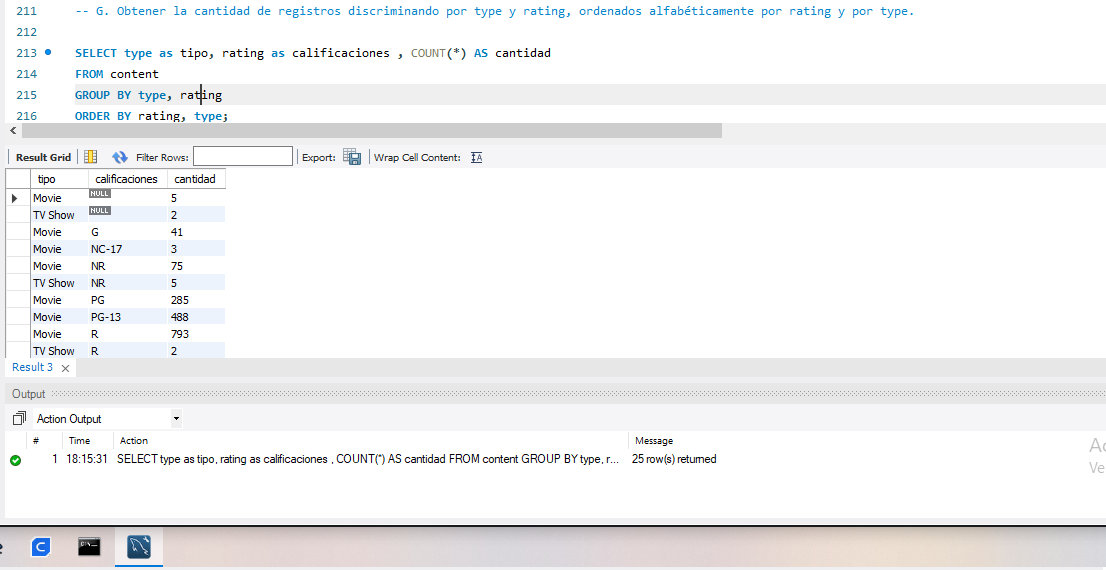 211 -- G. Obtener la cantidad de registros discriminando por type y rating, ordenados alfabéticamente por rating y por type.
212
213 SELECT type as tipo, rating as calificaciones , COUNT(*) AS cantidad
214 FROM content
215 GROUP BY type, rating
216 ORDER BY rating, type;
Result Grid Filter Rows: Export: Wrap Cell Content: IA
tipo calificaciones cantidad
Movie NULL 5
TV Show NULL 2
Movie G 41
Movie NC-17 3
Movie NR 75
TV Show NR 5
Movie PG 285
Movie PG-13 488
Movie R 793
TV Show R 2
Result 3
Output
Action Output
# Time Action Message
1 18:15:31 SELECT type as tipo, rating as calificaciones , COUNT(*) AS cantidad FROM content GROUP BY type, r... 25 row(s) returned
Ac
Ve